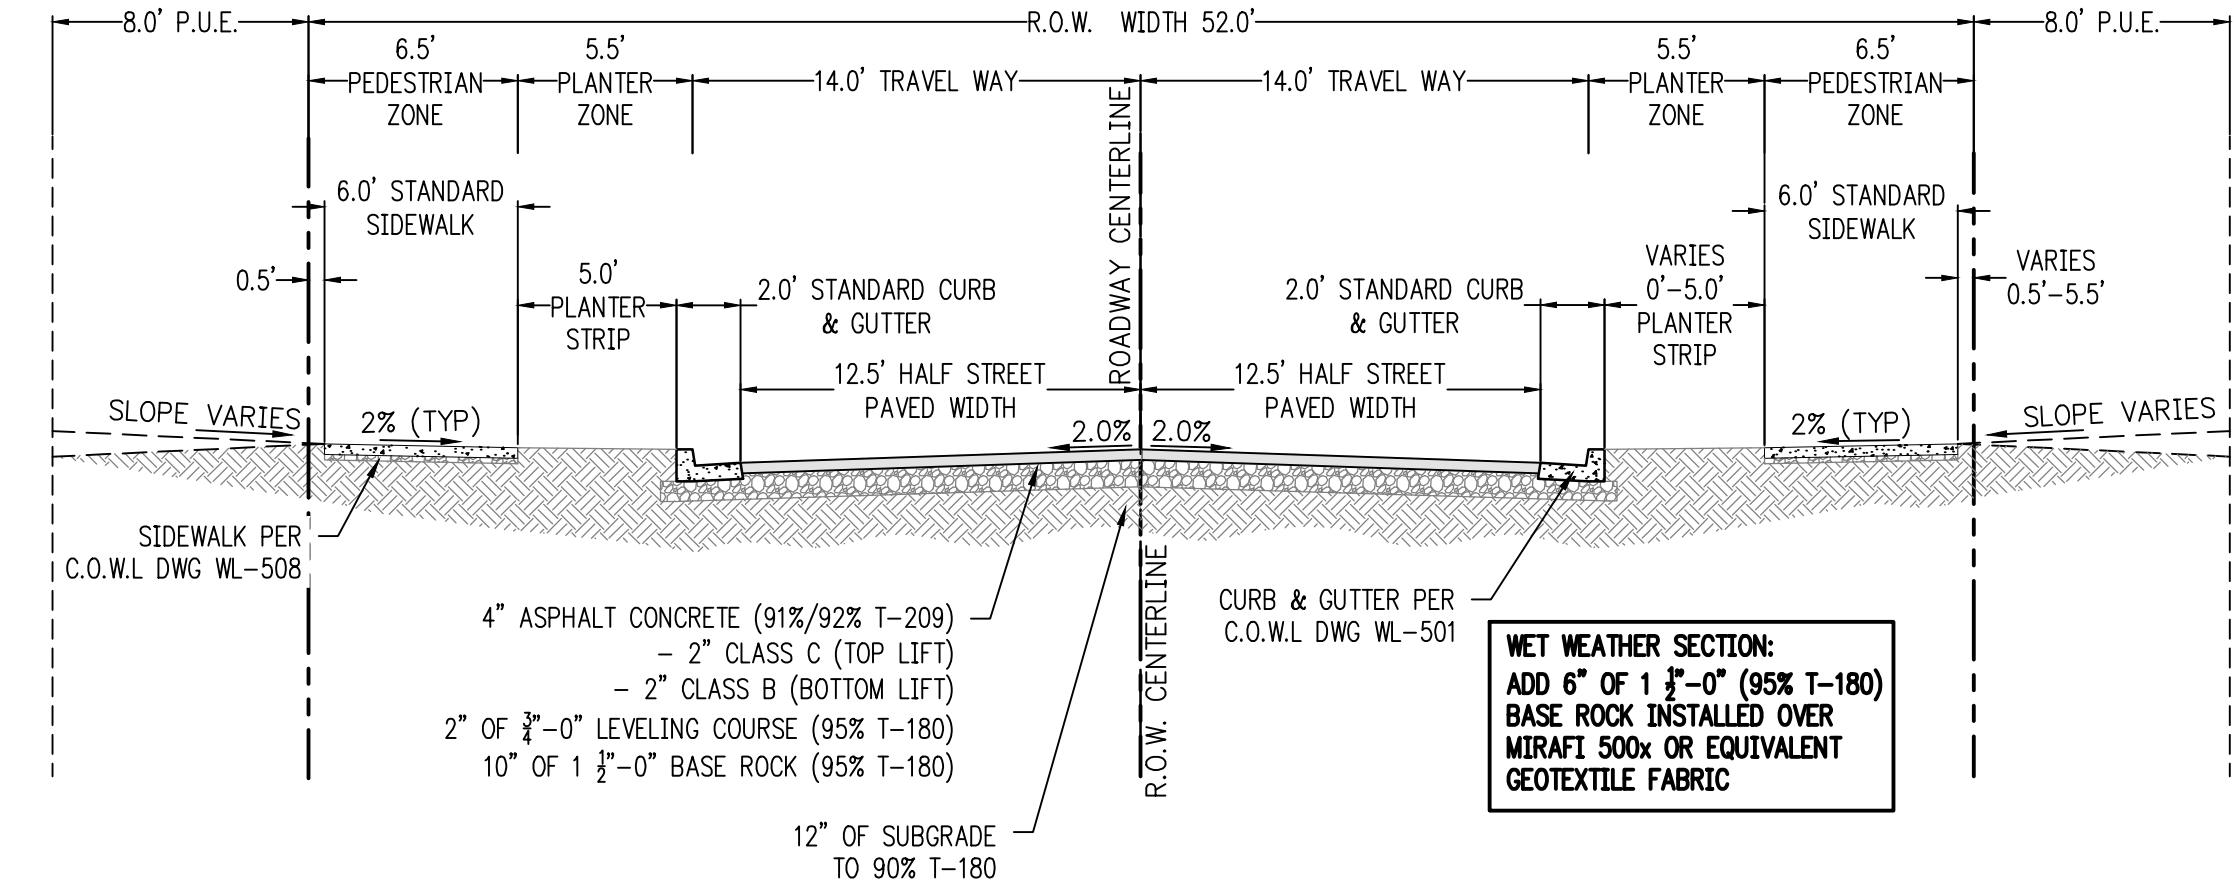 8.0' P.U.E.
R.O.W. WIDTH 52.0'
8.0' P.U.E.
6.5'
PEDESTRIAN
ZONE
5.5'
PLANTER
ZONE
14.0' TRAVEL WAY
14.0' TRAVEL WAY
5.5'
PLANTER
ZONE
6.5'
PEDESTRIAN
ZONE
ROADWAY CENTERLINE
6.0' STANDARD
SIDEWALK
6.0' STANDARD
SIDEWALK
0.5'
5.0'
PLANTER
STRIP
2.0' STANDARD CURB
& GUTTER
2.0' STANDARD CURB
& GUTTER
VARIES
0'-5.0'
PLANTER
STRIP
VARIES
0.5'-5.5'
12.5' HALF STREET
PAVED WIDTH
12.5' HALF STREET
PAVED WIDTH
SLOPE VARIES
2% (TYP)
2.0%
2.0%
2% (TYP)
SLOPE VARIES
SIDEWALK PER
C.O.W.L DWG WL-508
4" ASPHALT CONCRETE (91%/92% T-209)
- 2" CLASS C (TOP LIFT)
- 2" CLASS B (BOTTOM LIFT)
2" OF 3/4"-0" LEVELING COURSE (95% T-180)
10" OF 1 1/2"-0" BASE ROCK (95% T-180)
12" OF SUBGRADE
TO 90% T-180
R.O.W. CENTERLINE
CURB & GUTTER PER
C.O.W.L DWG WL-501
WET WEATHER SECTION:
ADD 6" OF 1 1/2"-0" (95% T-180)
BASE ROCK INSTALLED OVER
MIRAFI 500x OR EQUIVALENT
GEOTEXTILE FABRIC